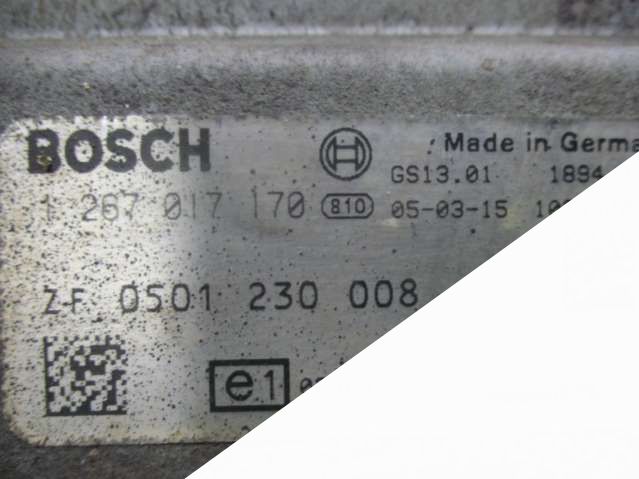 BOSCH Made in
GS13.01 1894
1 267 017 170 810 05-03-15
ZF 0501 230 008
e1